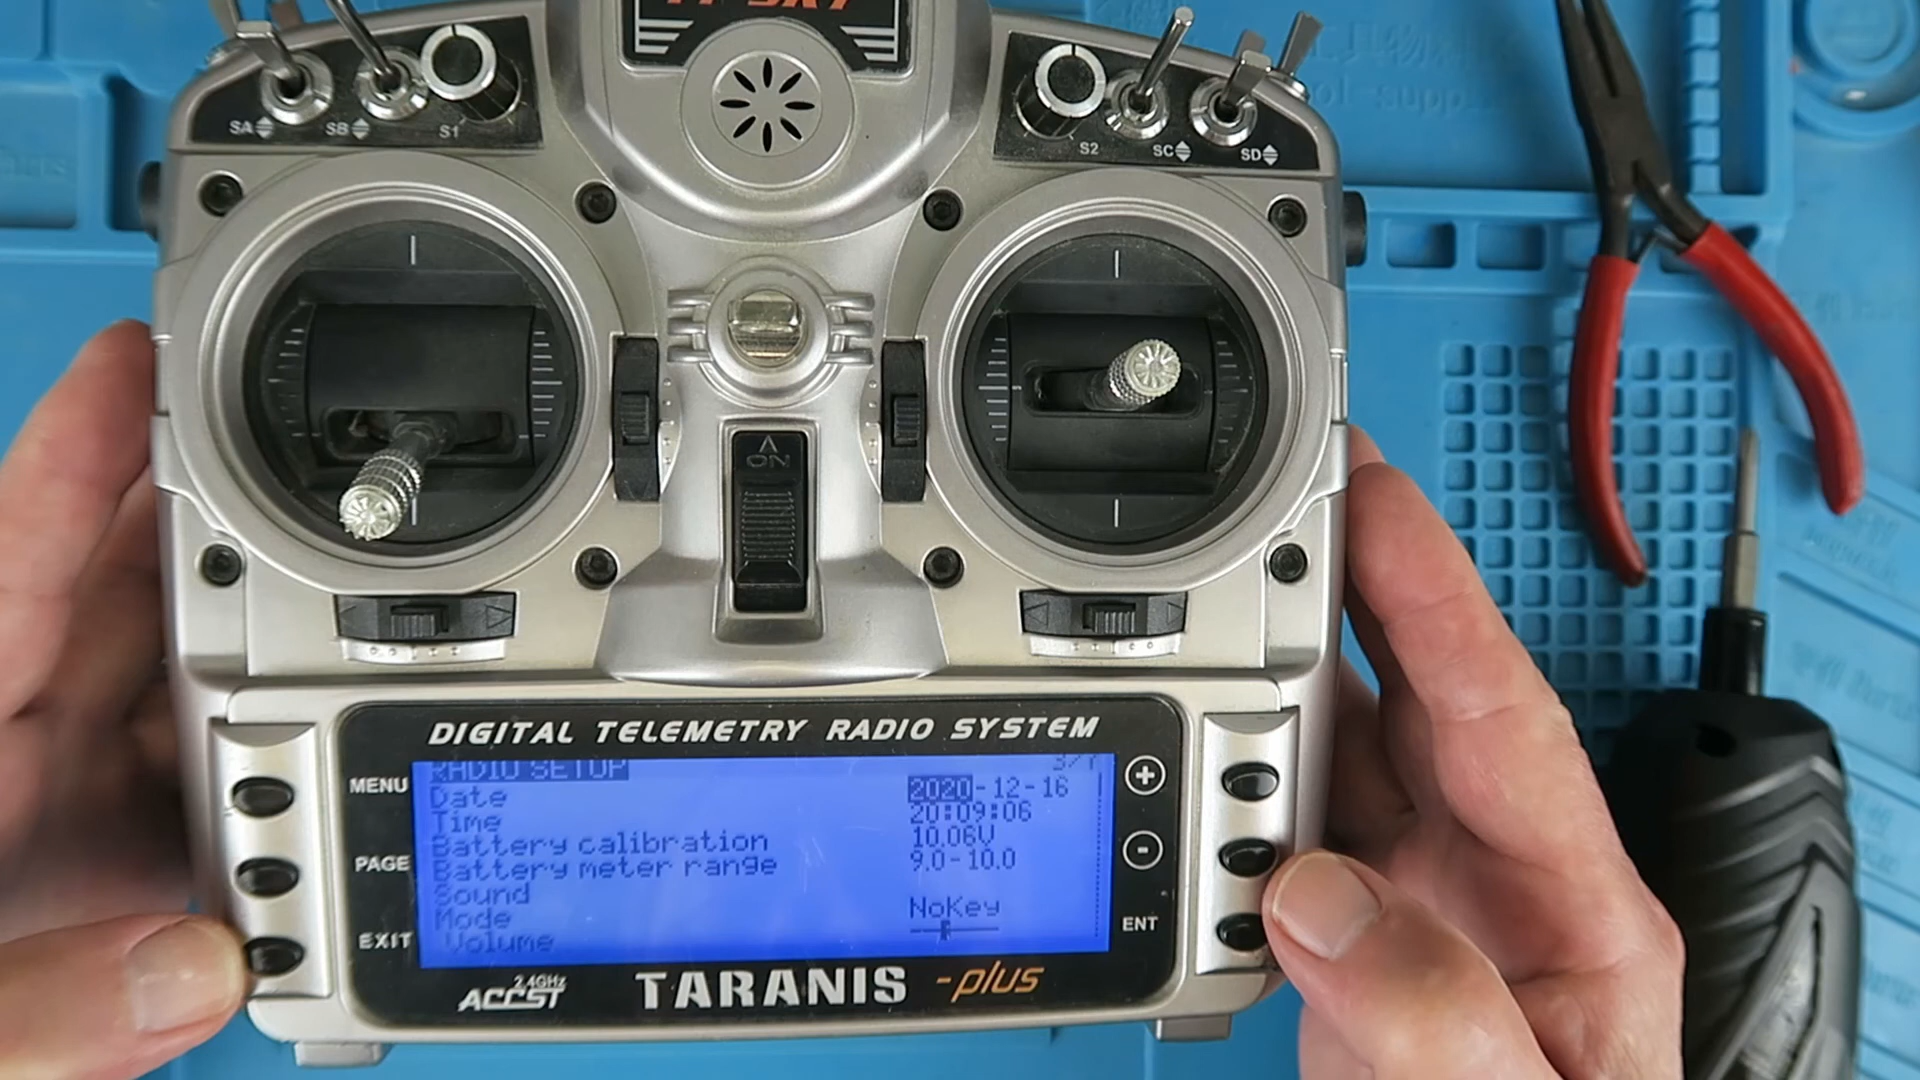 SA SB S1
S2 SC SD
ON
DIGITAL TELEMETRY RADIO SYSTEM
RADIO SETUP 3/7
MENU
Date 2020-12-16
Time 20:09:06
Battery calibration 10.06V
PAGE
Battery meter range 9.0-10.0
Sound
Mode NoKey
EXIT ENT
Volume
+
-
2.4GHz
ACCST TARANIS -plus